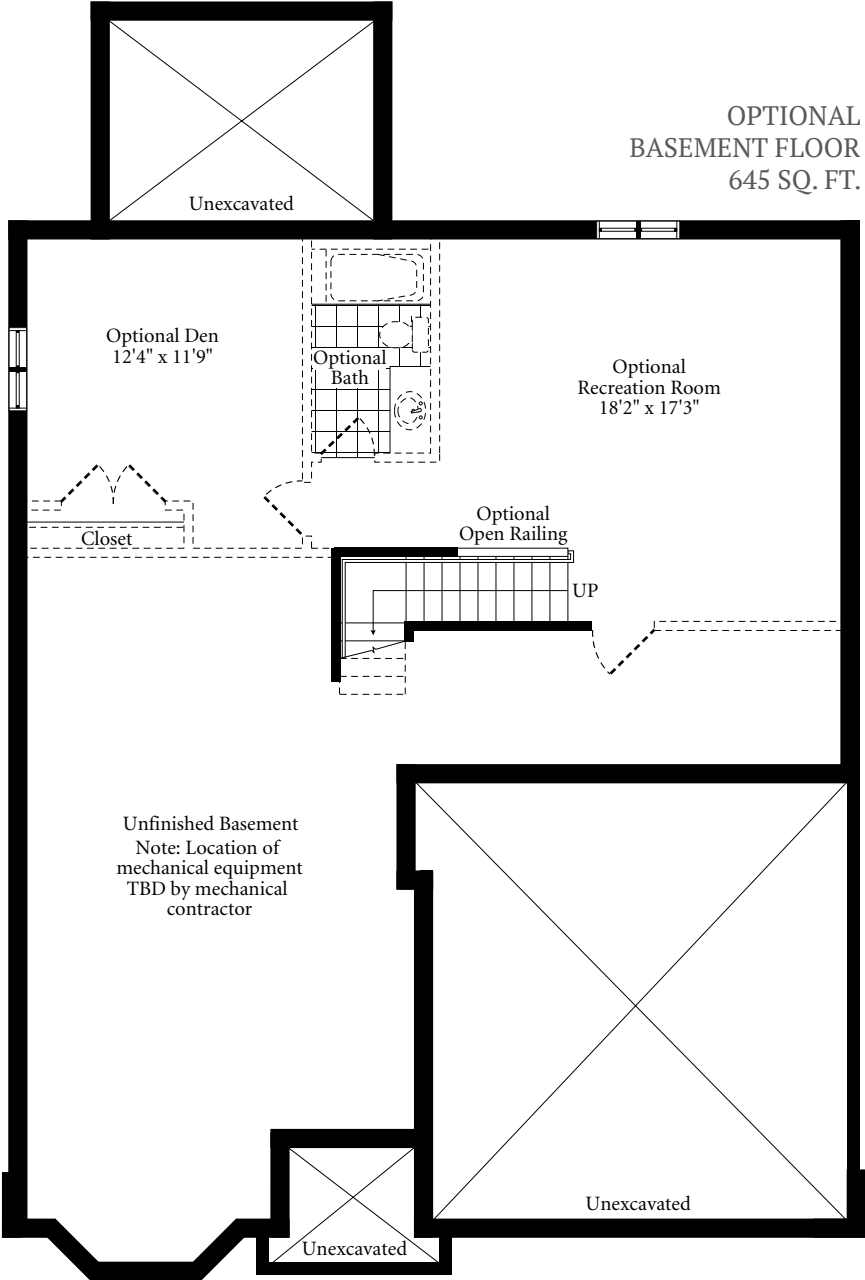 OPTIONAL
BASEMENT FLOOR
645 SQ. FT.
Unexcavated
Optional Den
12'4" x 11'9"
Optional
Bath
Optional
Recreation Room
18'2" x 17'3"
Closet
Optional
Open Railing
UP
Unfinished Basement
Note: Location of
mechanical equipment
TBD by mechanical
contractor
Unexcavated
Unexcavated